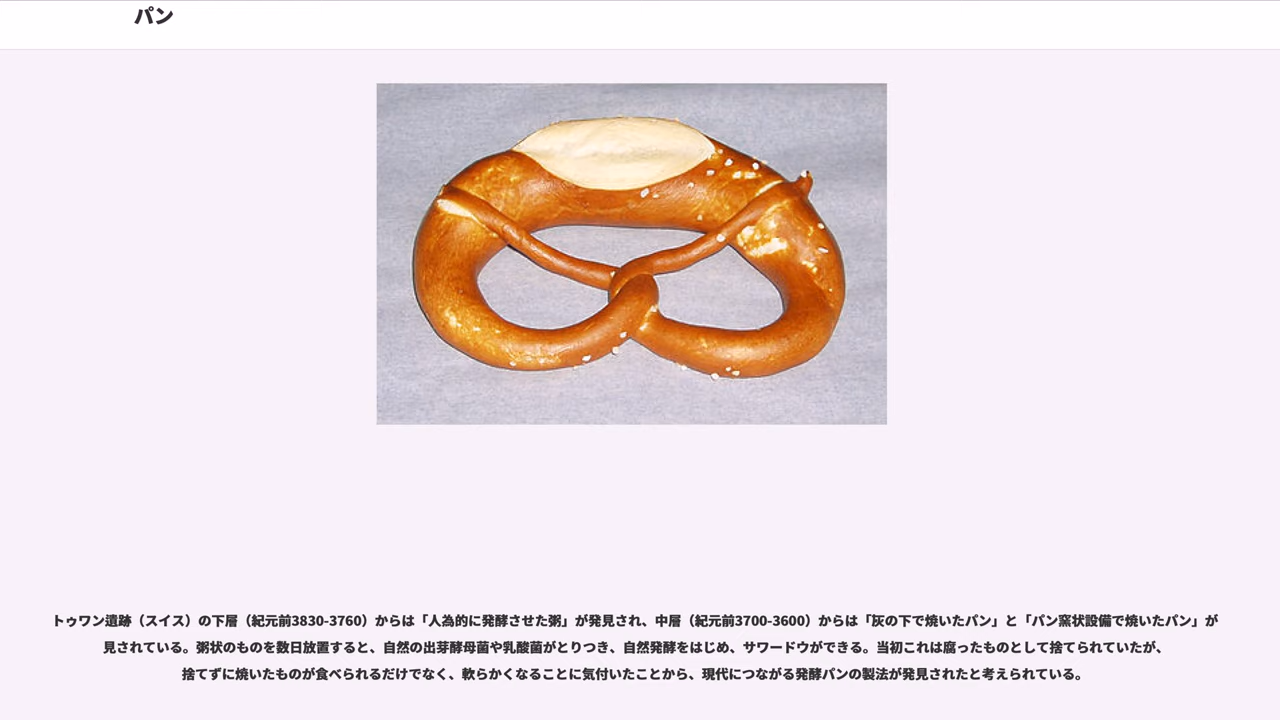 パン
トゥワン遺跡（スイス）の下層（紀元前3830-3760）からは「人為的に発酵させた粥」が発見され、中層（紀元前3700-3600）からは「灰の下で焼いたパン」と「パン窯状設備で焼いたパン」が
見されている。粥状のものを数日放置すると、自然の出芽酵母菌や乳酸菌がとりつき、自然発酵をはじめ、サワードウができる。当初これは腐ったものとして捨てられていたが、
捨てずに焼いたものが食べられるだけでなく、軟らかくなることに気付いたことから、現代につながる発酵パンの製法が発見されたと考えられている。